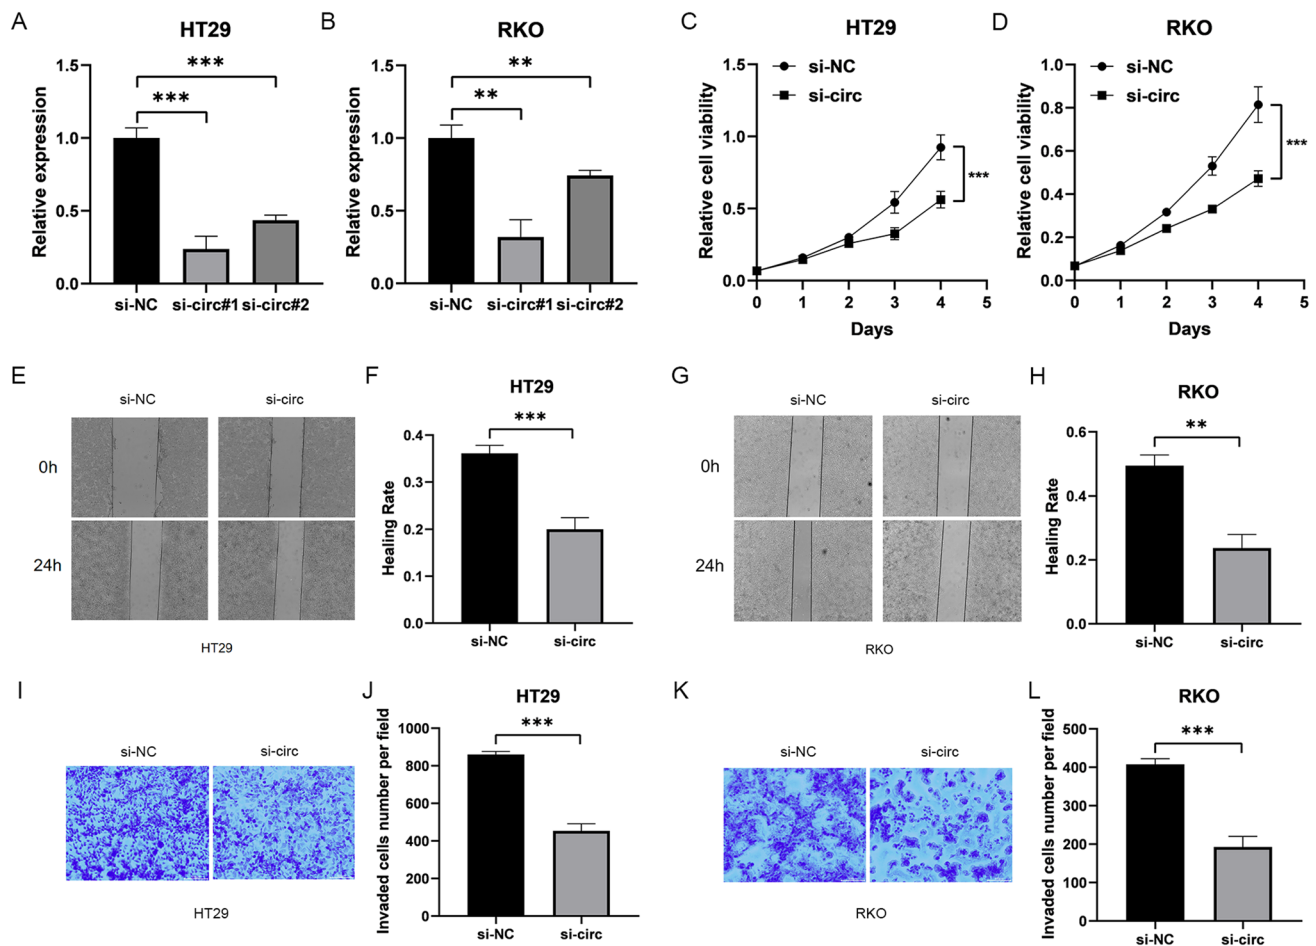 A
HT29
Relative expression
1.5
1.0
0.5
0.0
***
***
si-NC
si-circ#1
si-circ#2
B
RKO
Relative expression
1.5
1.0
0.5
0.0
**
**
si-NC
si-circ#1
si-circ#2
C
HT29
Relative cell viability
1.5
1.0
0.5
0.0
si-NC
si-circ
***
0 1 2 3 4 5
Days
D
RKO
Relative cell viability
1.0
0.8
0.6
0.4
0.2
0.0
si-NC
si-circ
***
0 1 2 3 4 5
Days
E
si-NC
si-circ
0h
24h
HT29
F
HT29
Healing Rate
0.4
0.3
0.2
0.1
0.0
***
si-NC
si-circ
G
si-NC
si-circ
0h
24h
RKO
H
RKO
Healing Rate
0.6
0.4
0.2
0.0
**
si-NC
si-circ
I
si-NC
si-circ
HT29
J
HT29
Invaded cells number per field
1000
800
600
400
200
0
***
si-NC
si-circ
K
si-NC
si-circ
RKO
L
RKO
Invaded cells number per field
500
400
300
200
100
0
***
si-NC
si-circ